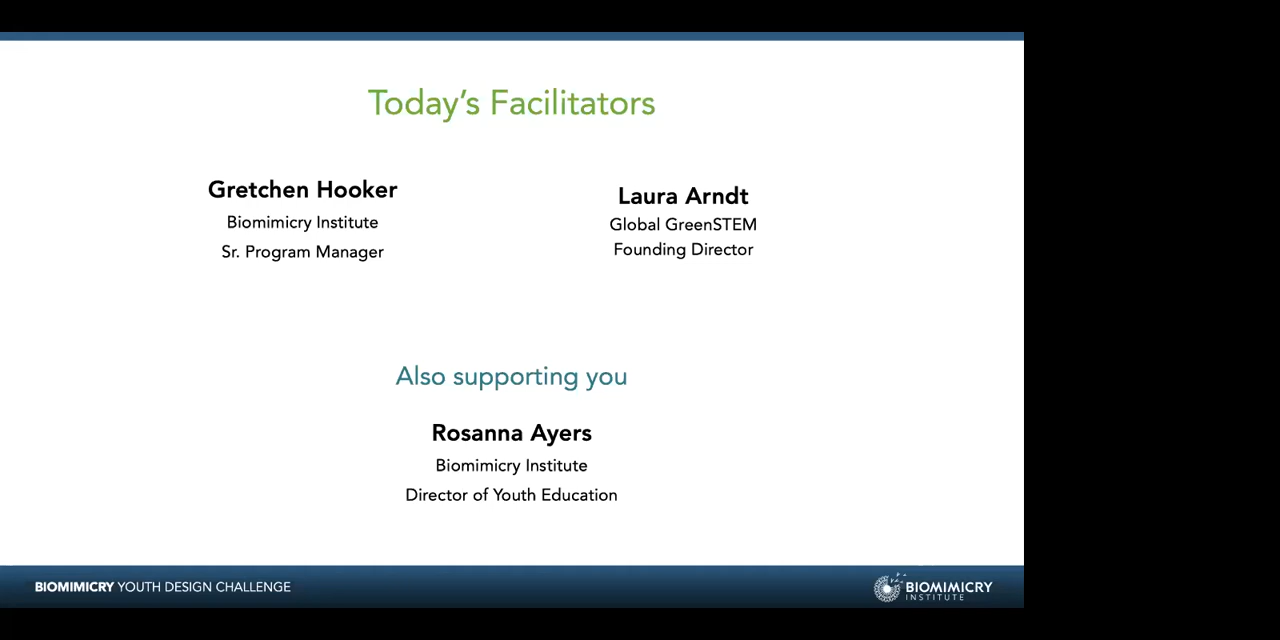 Today's Facilitators
Gretchen Hooker
Biomimicry Institute
Sr. Program Manager
Laura Arndt
Global GreenSTEM
Founding Director
Also supporting you
Rosanna Ayers
Biomimicry Institute
Director of Youth Education
BIOMIMICRY YOUTH DESIGN CHALLENGE
BIOMIMICRY
INSTITUTE